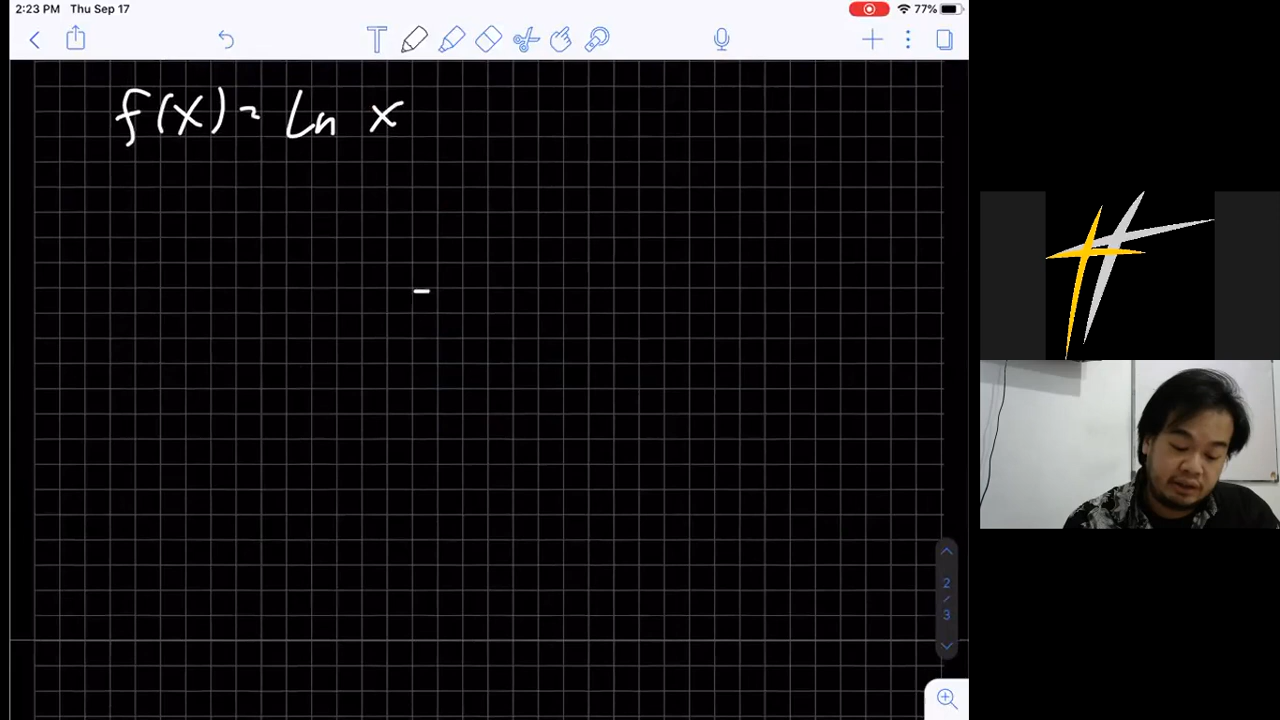 2:23 PM Thu Sep 17
77%
T
f(x) = ln x
–
2
/
3